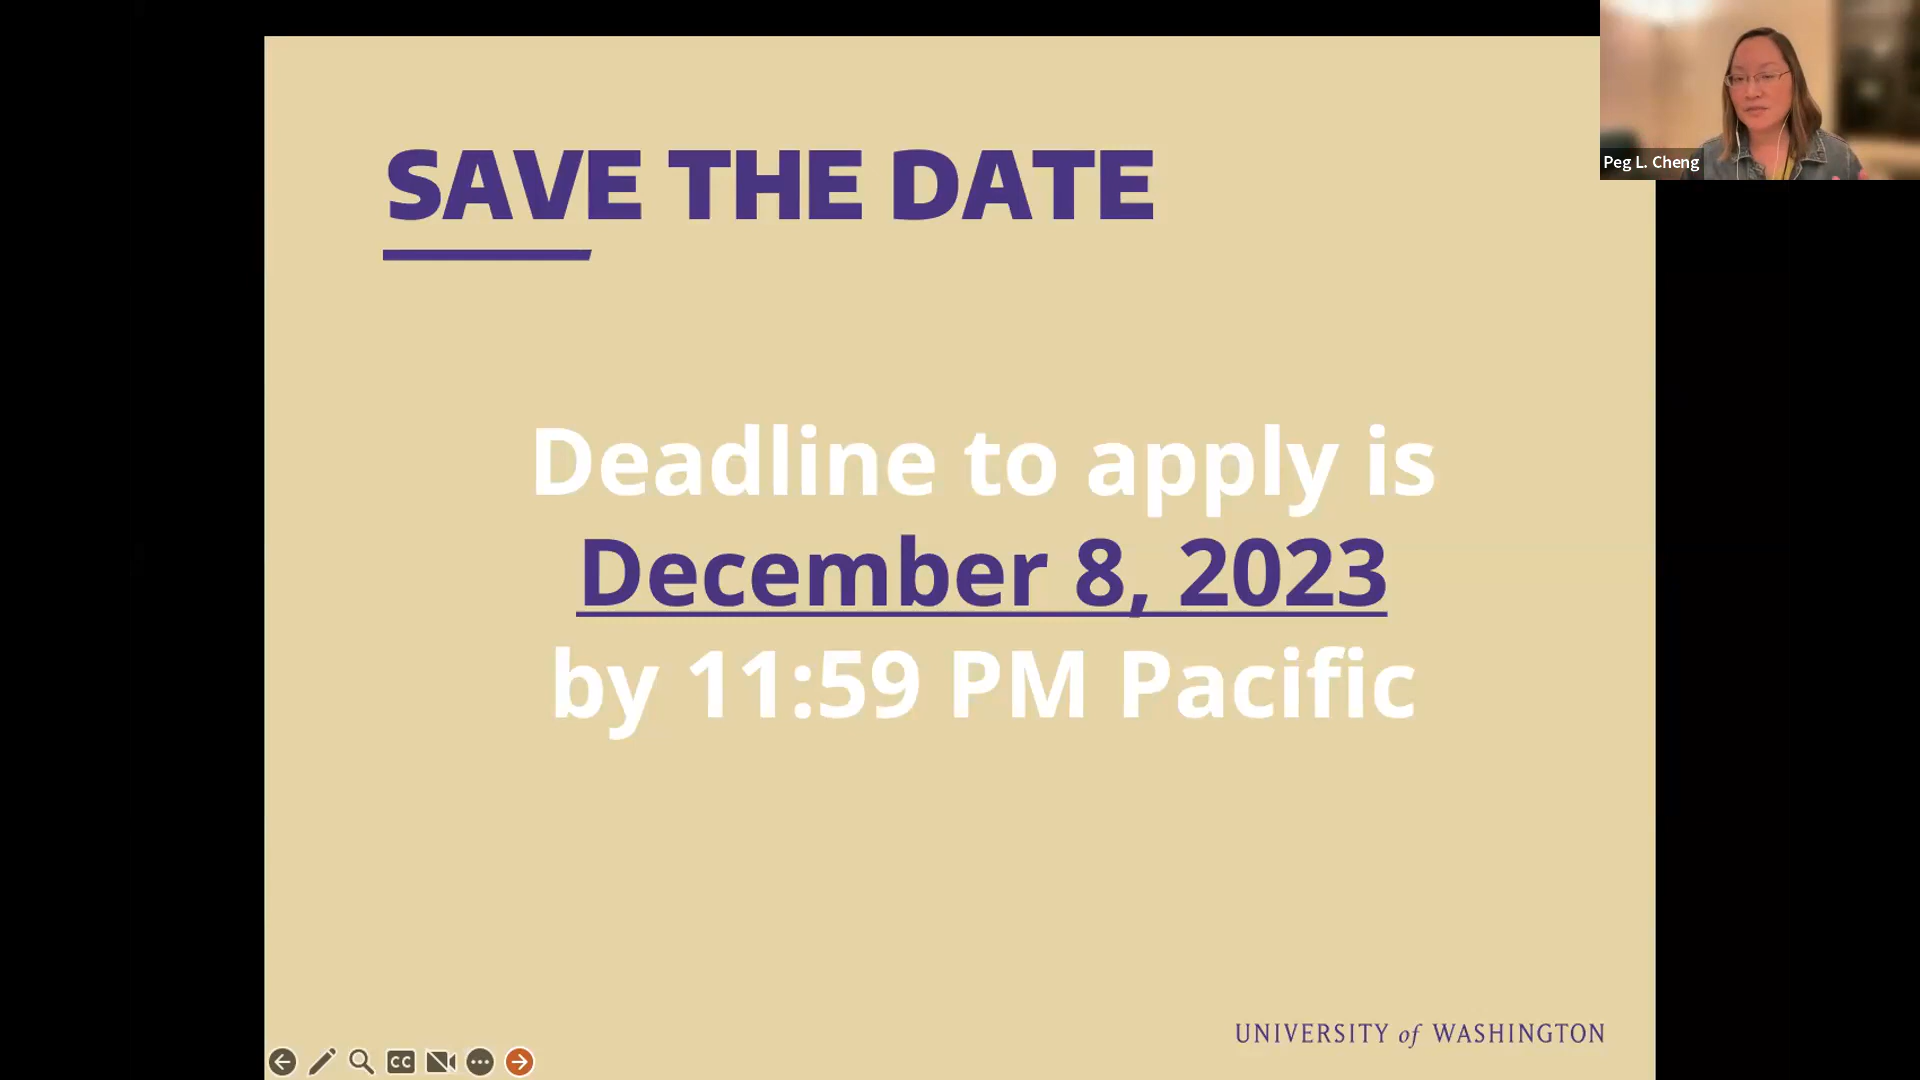 SAVE THE DATE
Peg L. Cheng
Deadline to apply is
December 8, 2023
by 11:59 PM Pacific
UNIVERSITY of WASHINGTON
CC